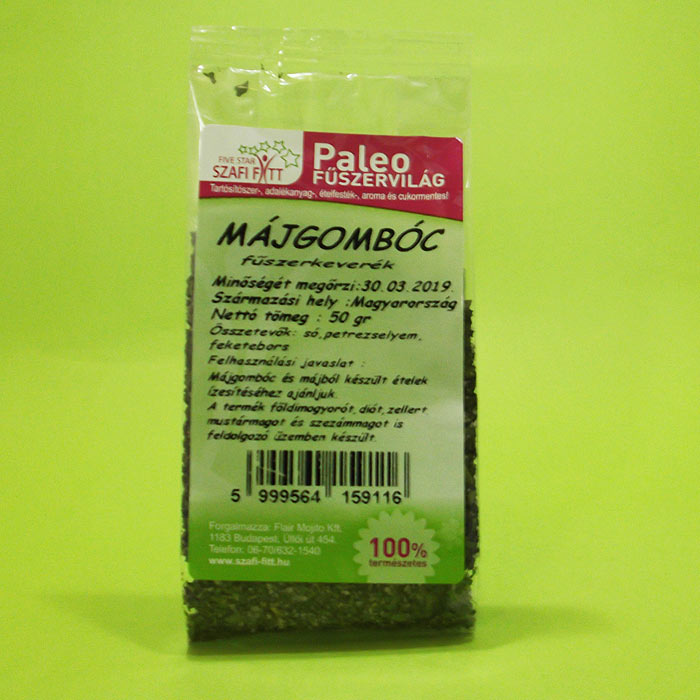 FIVE STAR
SZAFI FITT
Paleo
FŰSZERVILÁG
Tartósítószer-, adalékanyag-, ételfesték-, aroma és cukormentes!
MÁJGOMBÓC
fűszerkeverék
Minőségét megőrzi:30.03.2019.
Származási hely :Magyarország
Nettó tömeg : 50 gr
Összetevők: só,petrezselyem,
feketebors
Felhasználási javaslat :
Májgombóc és májból készült ételek
ízesítéséhez ajánljuk.
A termék földimogyorót,diót,zellert
mustármagot és szezámmagot is
feldolgozó üzemben készült.
5 999564 159116
Forgalmazza: Flair Mojito Kft.
1183 Budapest, Üllői út 454.
Telefon: 06-70/632-1540
www.szafi-fitt.hu
100%
természetes